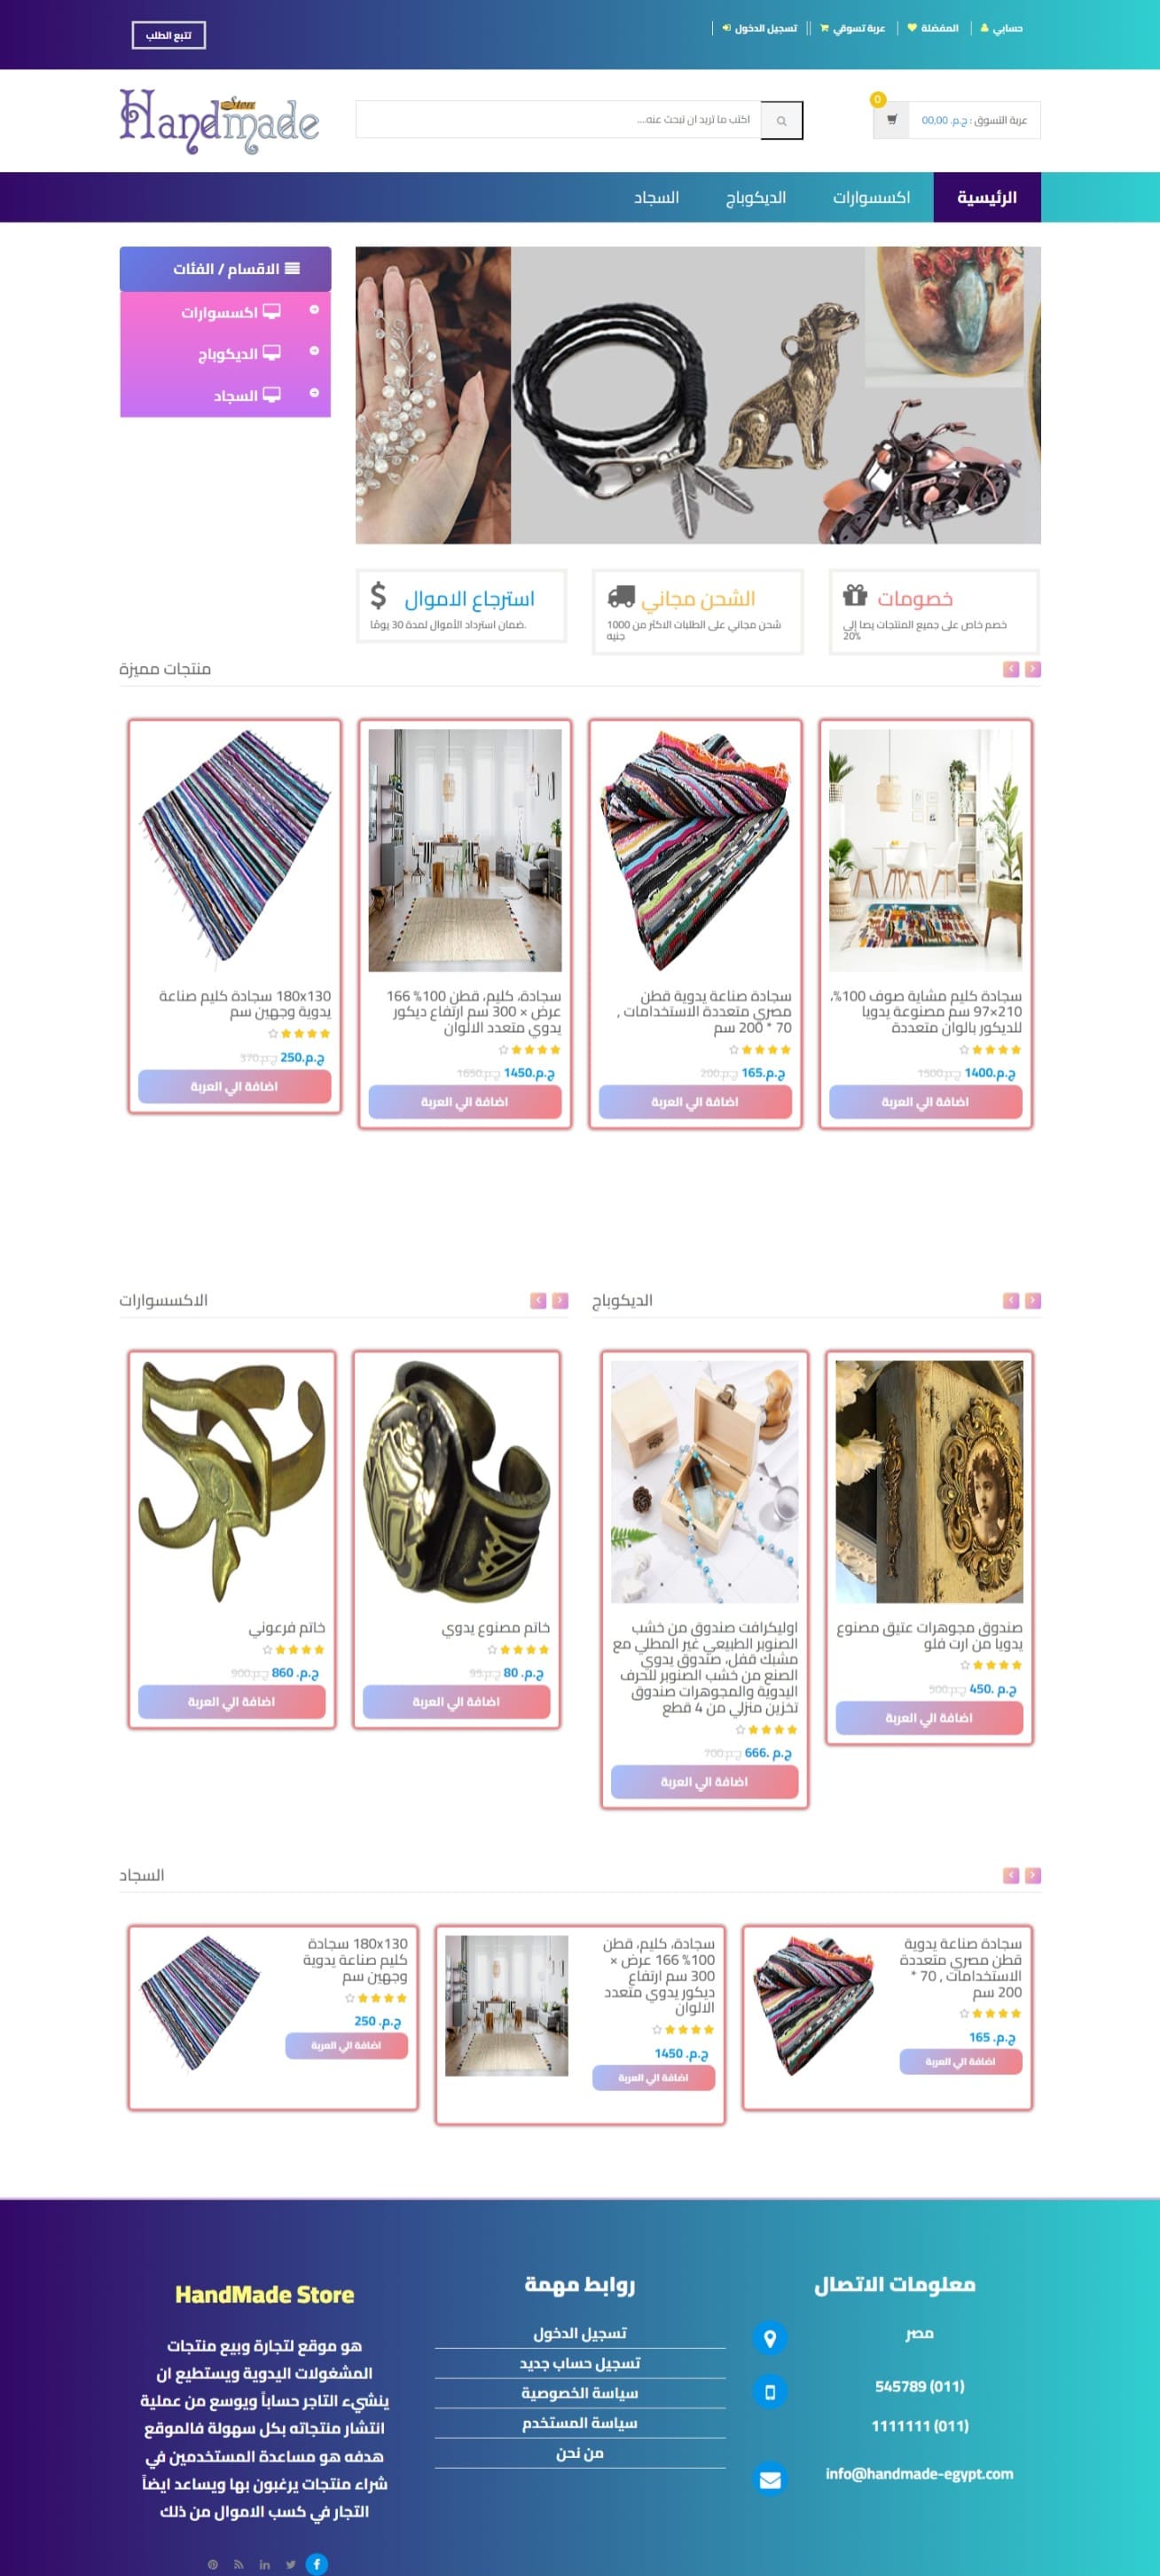 حسابي
المفضلة
عربة تسوقي
تسجيل الدخول
تتبع الطلب
Handmade
Store
اكتب ما تريد ان تبحث عنه...
0
عربة التسوق : ج.م. 00,00
الرئيسية
اكسسوارات
الديكوباج
السجاد
الاقسام / الفئات
اكسسوارات
الديكوباج
السجاد
خصومات
خصم خاص على جميع المنتجات يصا إلى
20%
الشحن مجاني
شحن مجاني على الطلبات الاكثر من 1000
جنيه
استرجاع الاموال
ضمان استرداد الأموال لمدة 30 يومًا.
منتجات مميزة
سجادة كليم مشاية صوف 100%،
210×97 سم مصنوعة يدويا
للديكور بالوان متعددة
ج.م.1400 ج.م.1500
اضافة الي العربة
سجادة صناعة يدوية قطن
مصري متعددة الاستخدامات ,
70 * 200 سم
ج.م.165 ج.م.200
اضافة الي العربة
سجادة، كليم، قطن 100% 166
عرض × 300 سم ارتفاع ديكور
يدوي متعدد الالوان
ج.م.1450 ج.م.1650
اضافة الي العربة
180x130 سجادة كليم صناعة
يدوية وجهين سم
ج.م.250 ج.م.370
اضافة الي العربة
الديكوباج
صندوق مجوهرات عتيق مصنوع
يدويا من ارت فلو
ج.م .450 ج.م.500
اضافة الي العربة
اوليكرافت صندوق من خشب
الصنوبر الطبيعي غير المطلي مع
مشبك قفل، صندوق يدوي
الصنع من خشب الصنوبر للحرف
اليدوية والمجوهرات صندوق
تخزين منزلي من 4 قطع
ج.م .666 ج.م.700
اضافة الي العربة
الاكسسوارات
خاتم مصنوع يدوي
ج.م. 80 ج.م.95
اضافة الي العربة
خاتم فرعوني
ج.م. 860 ج.م.900
اضافة الي العربة
السجاد
سجادة صناعة يدوية
قطن مصري متعددة
الاستخدامات , 70 *
200 سم
ج.م. 165
اضافة الي العربة
سجادة، كليم، قطن
100% 166 عرض ×
300 سم ارتفاع
ديكور يدوي متعدد
الالوان
ج.م. 1450
اضافة الي العربة
180x130 سجادة
كليم صناعة يدوية
وجهين سم
ج.م. 250
اضافة الي العربة
معلومات الاتصال
مصر
545789 (011)
1111111 (011)
info@handmade-egypt.com
روابط مهمة
تسجيل الدخول
تسجيل حساب جديد
سياسة الخصوصية
سياسة المستخدم
من نحن
HandMade Store
هو موقع لتجارة وبيع منتجات
المشغولات اليدوية ويستطيع ان
ينشيء التاجر حساباً ويوسع من عملية
انتشار منتجاته بكل سهولة فالموقع
هدفه هو مساعدة المستخدمين في
شراء منتجات يرغبون بها ويساعد ايضاً
التجار في كسب الاموال من ذلك